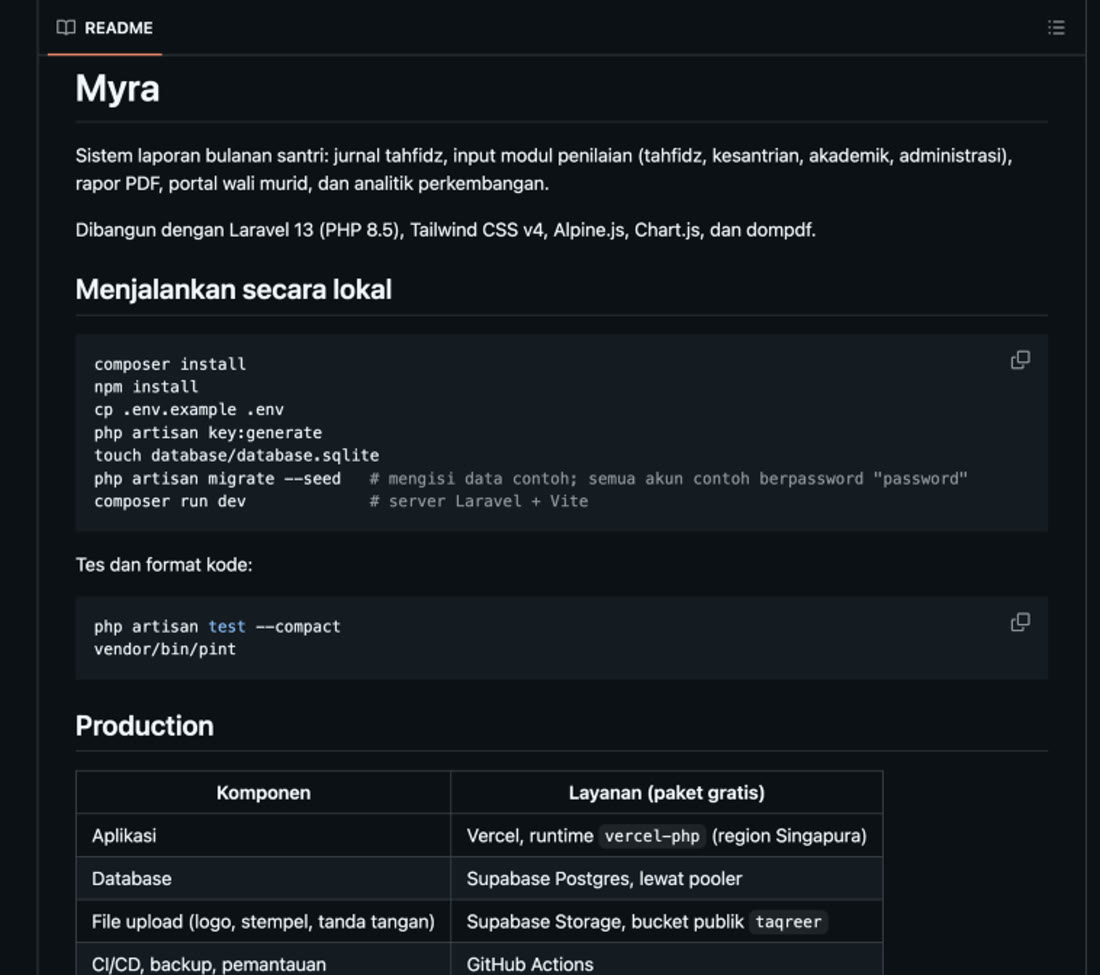 README
Myra
Sistem laporan bulanan santri: jurnal tahfidz, input modul penilaian (tahfidz, kesantrian, akademik, administrasi),
rapor PDF, portal wali murid, dan analitik perkembangan.
Dibangun dengan Laravel 13 (PHP 8.5), Tailwind CSS v4, Alpine.js, Chart.js, dan dompdf.
Menjalankan secara lokal
composer install
npm install
cp .env.example .env
php artisan key:generate
touch database/database.sqlite
php artisan migrate --seed   # mengisi data contoh; semua akun contoh berpassword "password"
composer run dev             # server Laravel + Vite
Tes dan format kode:
php artisan test --compact
vendor/bin/pint
Production
Komponen Layanan (paket gratis)
Aplikasi Vercel, runtime vercel-php (region Singapura)
Database Supabase Postgres, lewat pooler
File upload (logo, stempel, tanda tangan) Supabase Storage, bucket publik taqreer
CI/CD, backup, pemantauan GitHub Actions